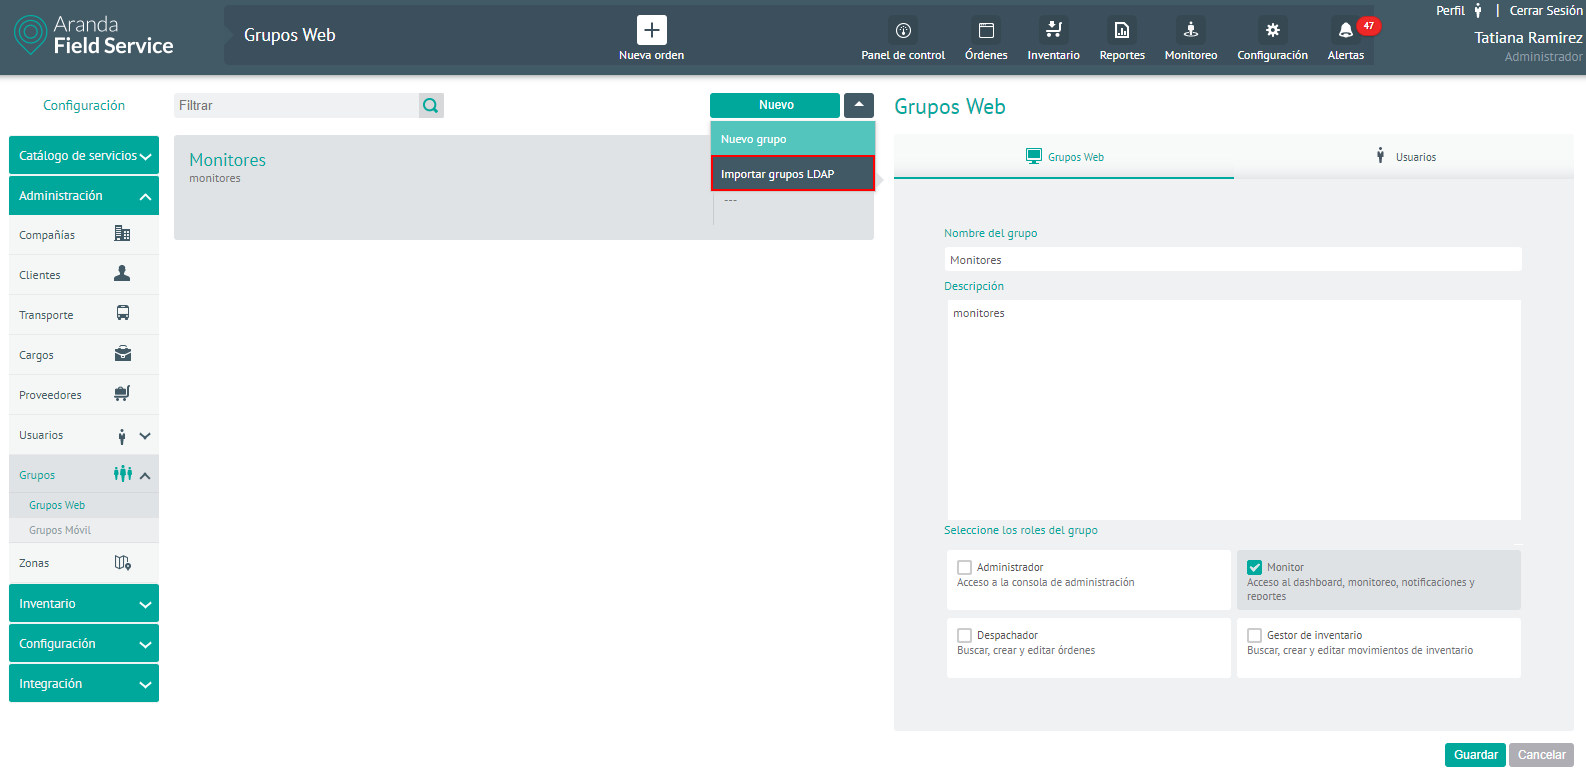 Aranda
Field Service
Grupos Web
Nueva orden
Panel de control
Órdenes
Inventario
Reportes
Monitoreo
Configuración
Alertas
47
Perfil | Cerrar Sesión
Tatiana Ramirez
Administrador
Configuración
Catálogo de servicios
Administración
Compañías
Clientes
Transporte
Cargos
Proveedores
Usuarios
Grupos
Grupos Web
Grupos Móvil
Zonas
Inventario
Configuración
Integración
Filtrar
Nuevo
Nuevo grupo
Importar grupos LDAP
Monitores
monitores
---
Grupos Web
Grupos Web
Usuarios
Nombre del grupo
Monitores
Descripción
monitores
Seleccione los roles del grupo
Administrador
Acceso a la consola de administración
Monitor
Acceso al dashboard, monitoreo, notificaciones y
reportes
Despachador
Buscar, crear y editar órdenes
Gestor de inventario
Buscar, crear y editar movimientos de inventario
Guardar
Cancelar